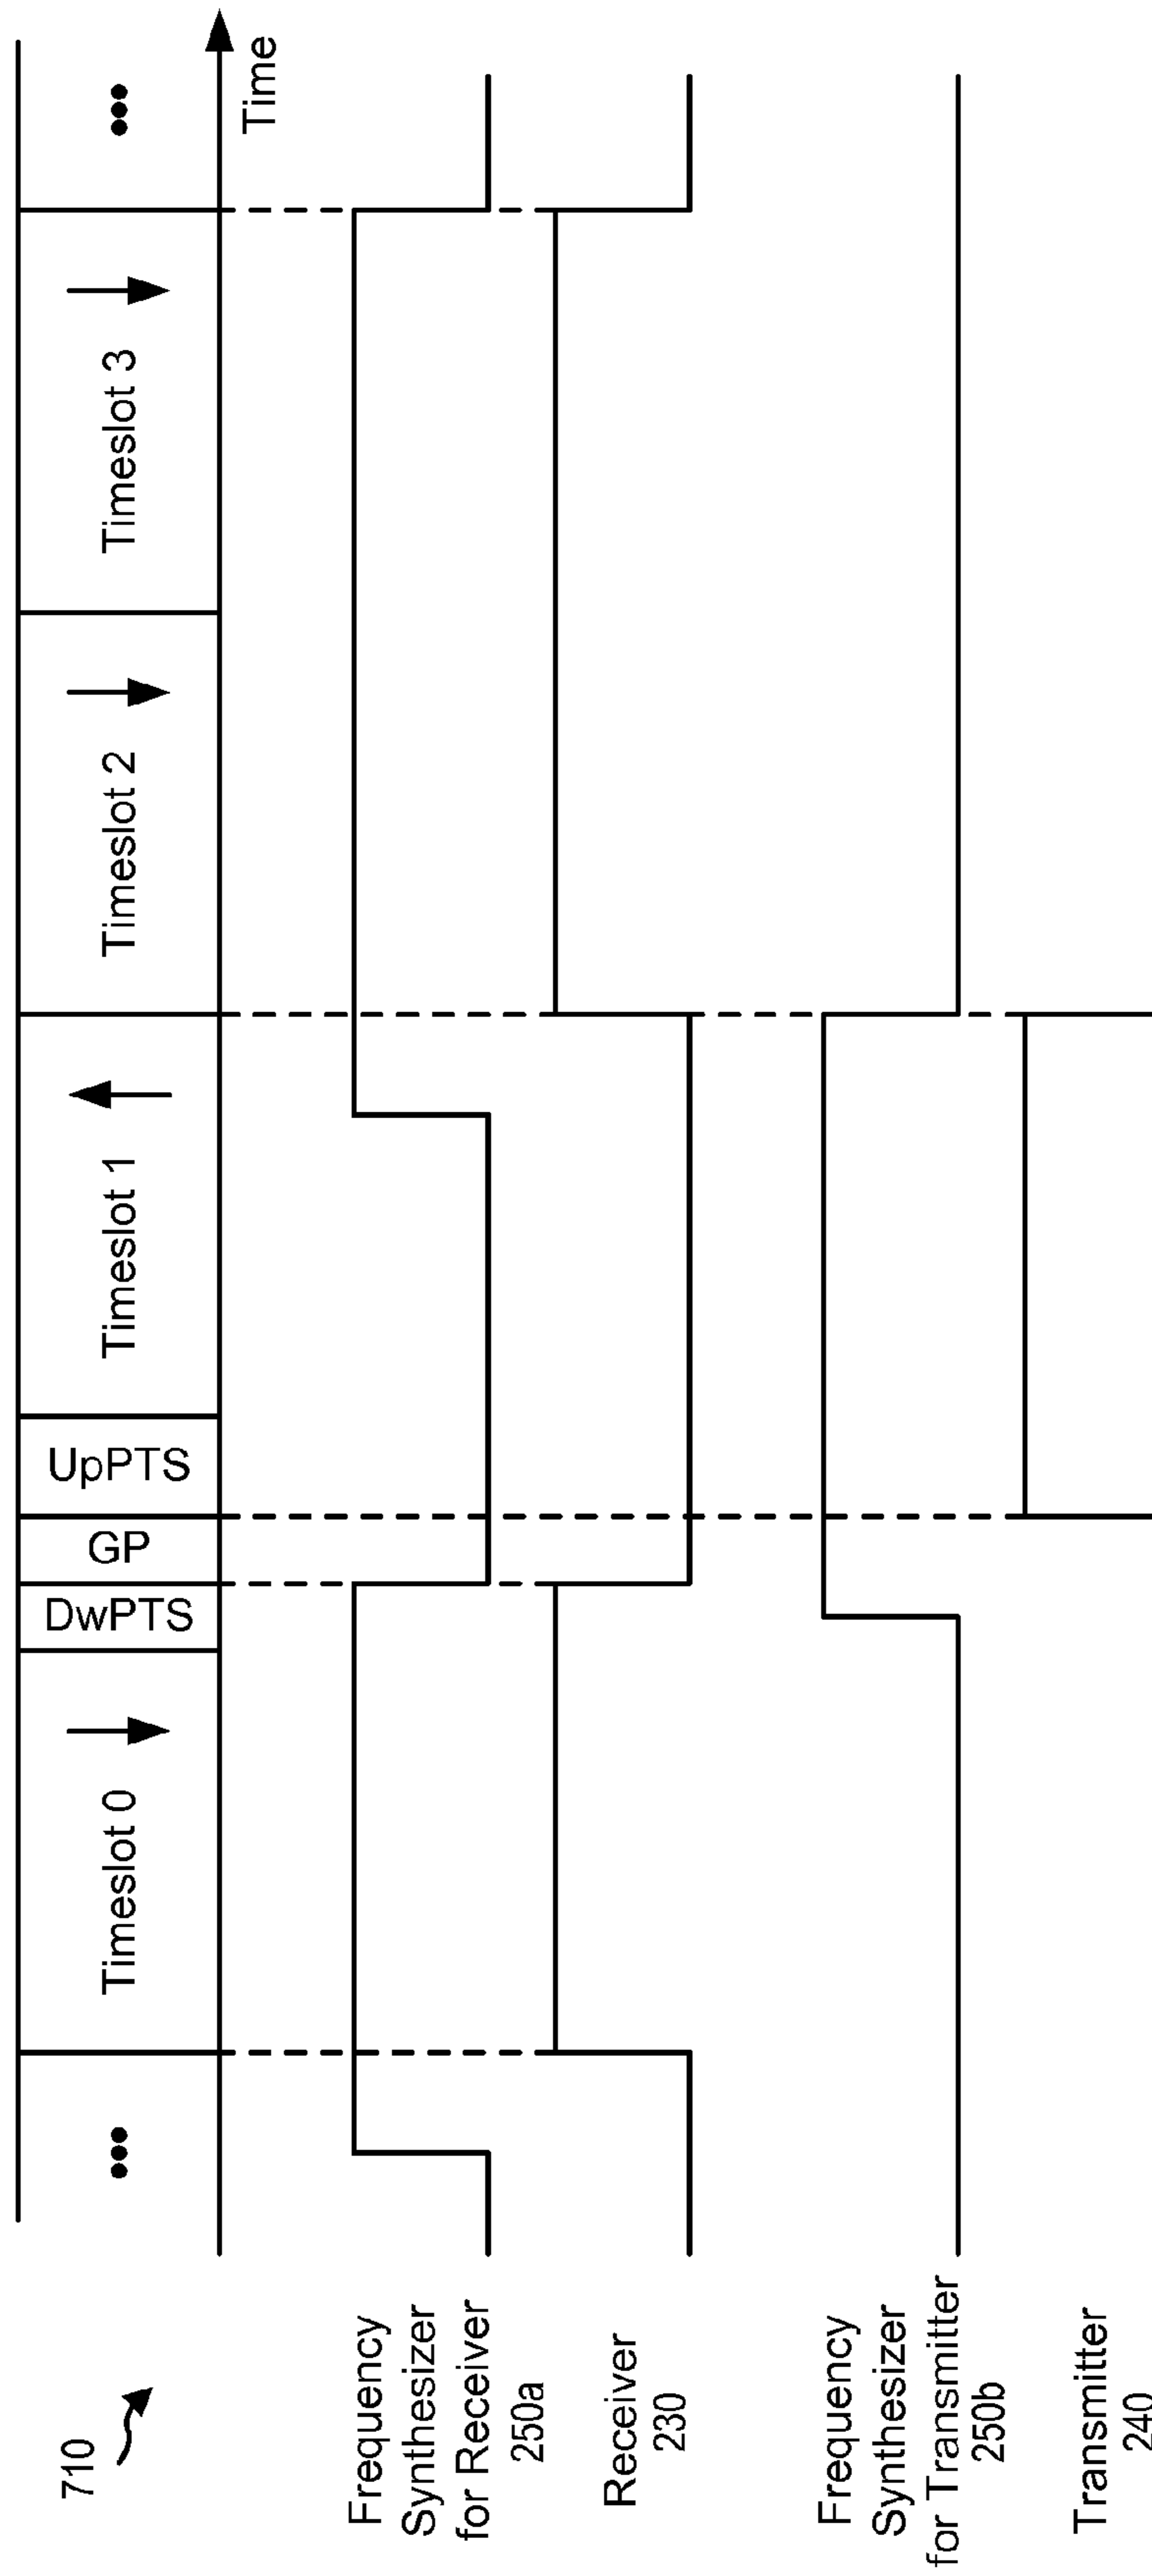 710
••• Timeslot 0 DwPTS GP UpPTS Timeslot 1 Timeslot 2 Timeslot 3 •••
Time
Frequency
Synthesizer
for Receiver
250a
Receiver
230
Frequency
Synthesizer
for Transmitter
250b
Transmitter
240